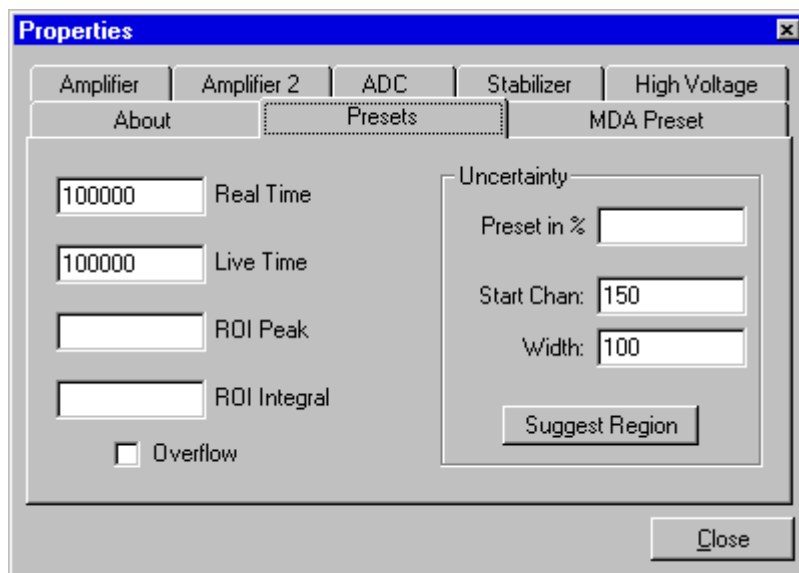 Properties
Amplifier Amplifier 2 ADC Stabilizer High Voltage
About Presets MDA Preset
100000 Real Time
100000 Live Time
ROI Peak
ROI Integral
Overflow
Uncertainty
Preset in %
Start Chan: 150
Width: 100
Suggest Region
Close